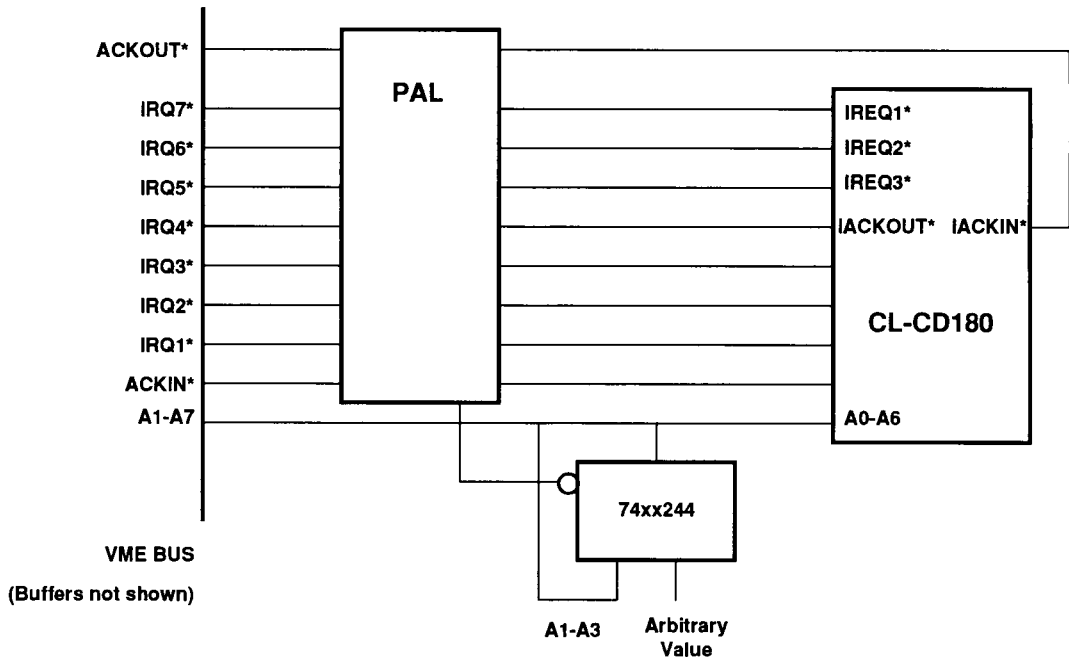 ACKOUT*
PAL
IRQ7*
IREQ1*
IRQ6*
IREQ2*
IRQ5*
IREQ3*
IRQ4*
IACKOUT* IACKIN*
IRQ3*
IRQ2*
CL-CD180
IRQ1*
ACKIN*
A1-A7
A0-A6
74xx244
VME BUS
(Buffers not shown)
A1-A3
Arbitrary
Value